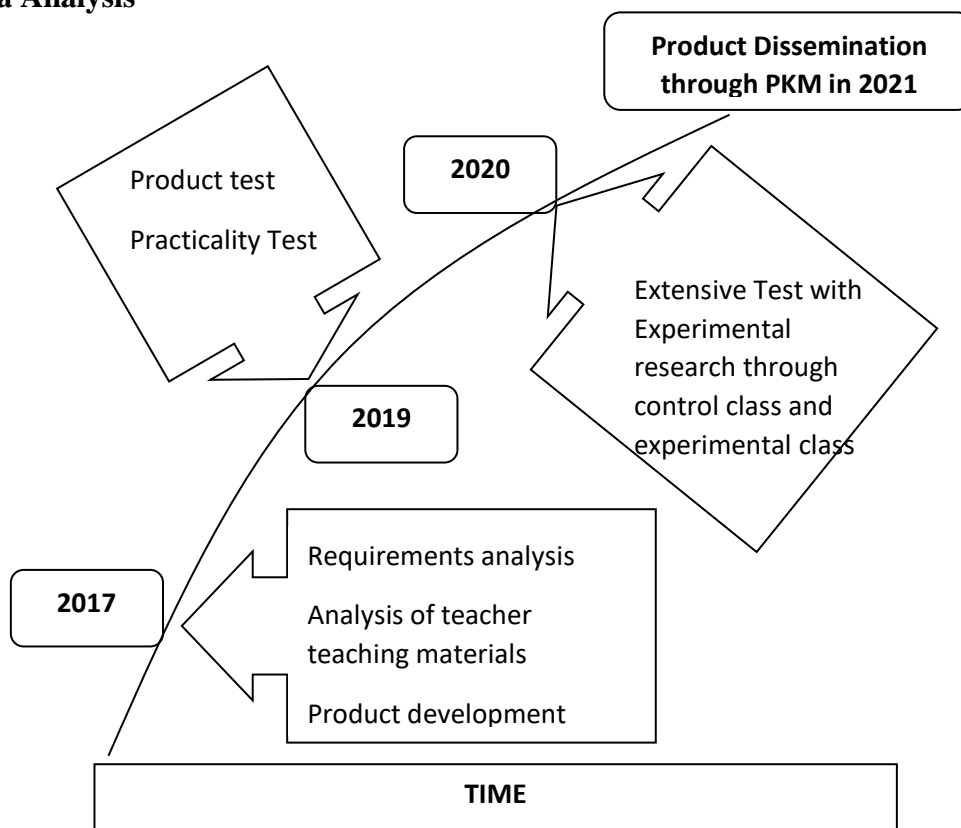 a Analysis
Product Dissemination
through PKM in 2021
2020
Product test
Practicality Test
Extensive Test with
Experimental
research through
control class and
experimental class
2019
Requirements analysis
Analysis of teacher
teaching materials
Product development
2017
TIME